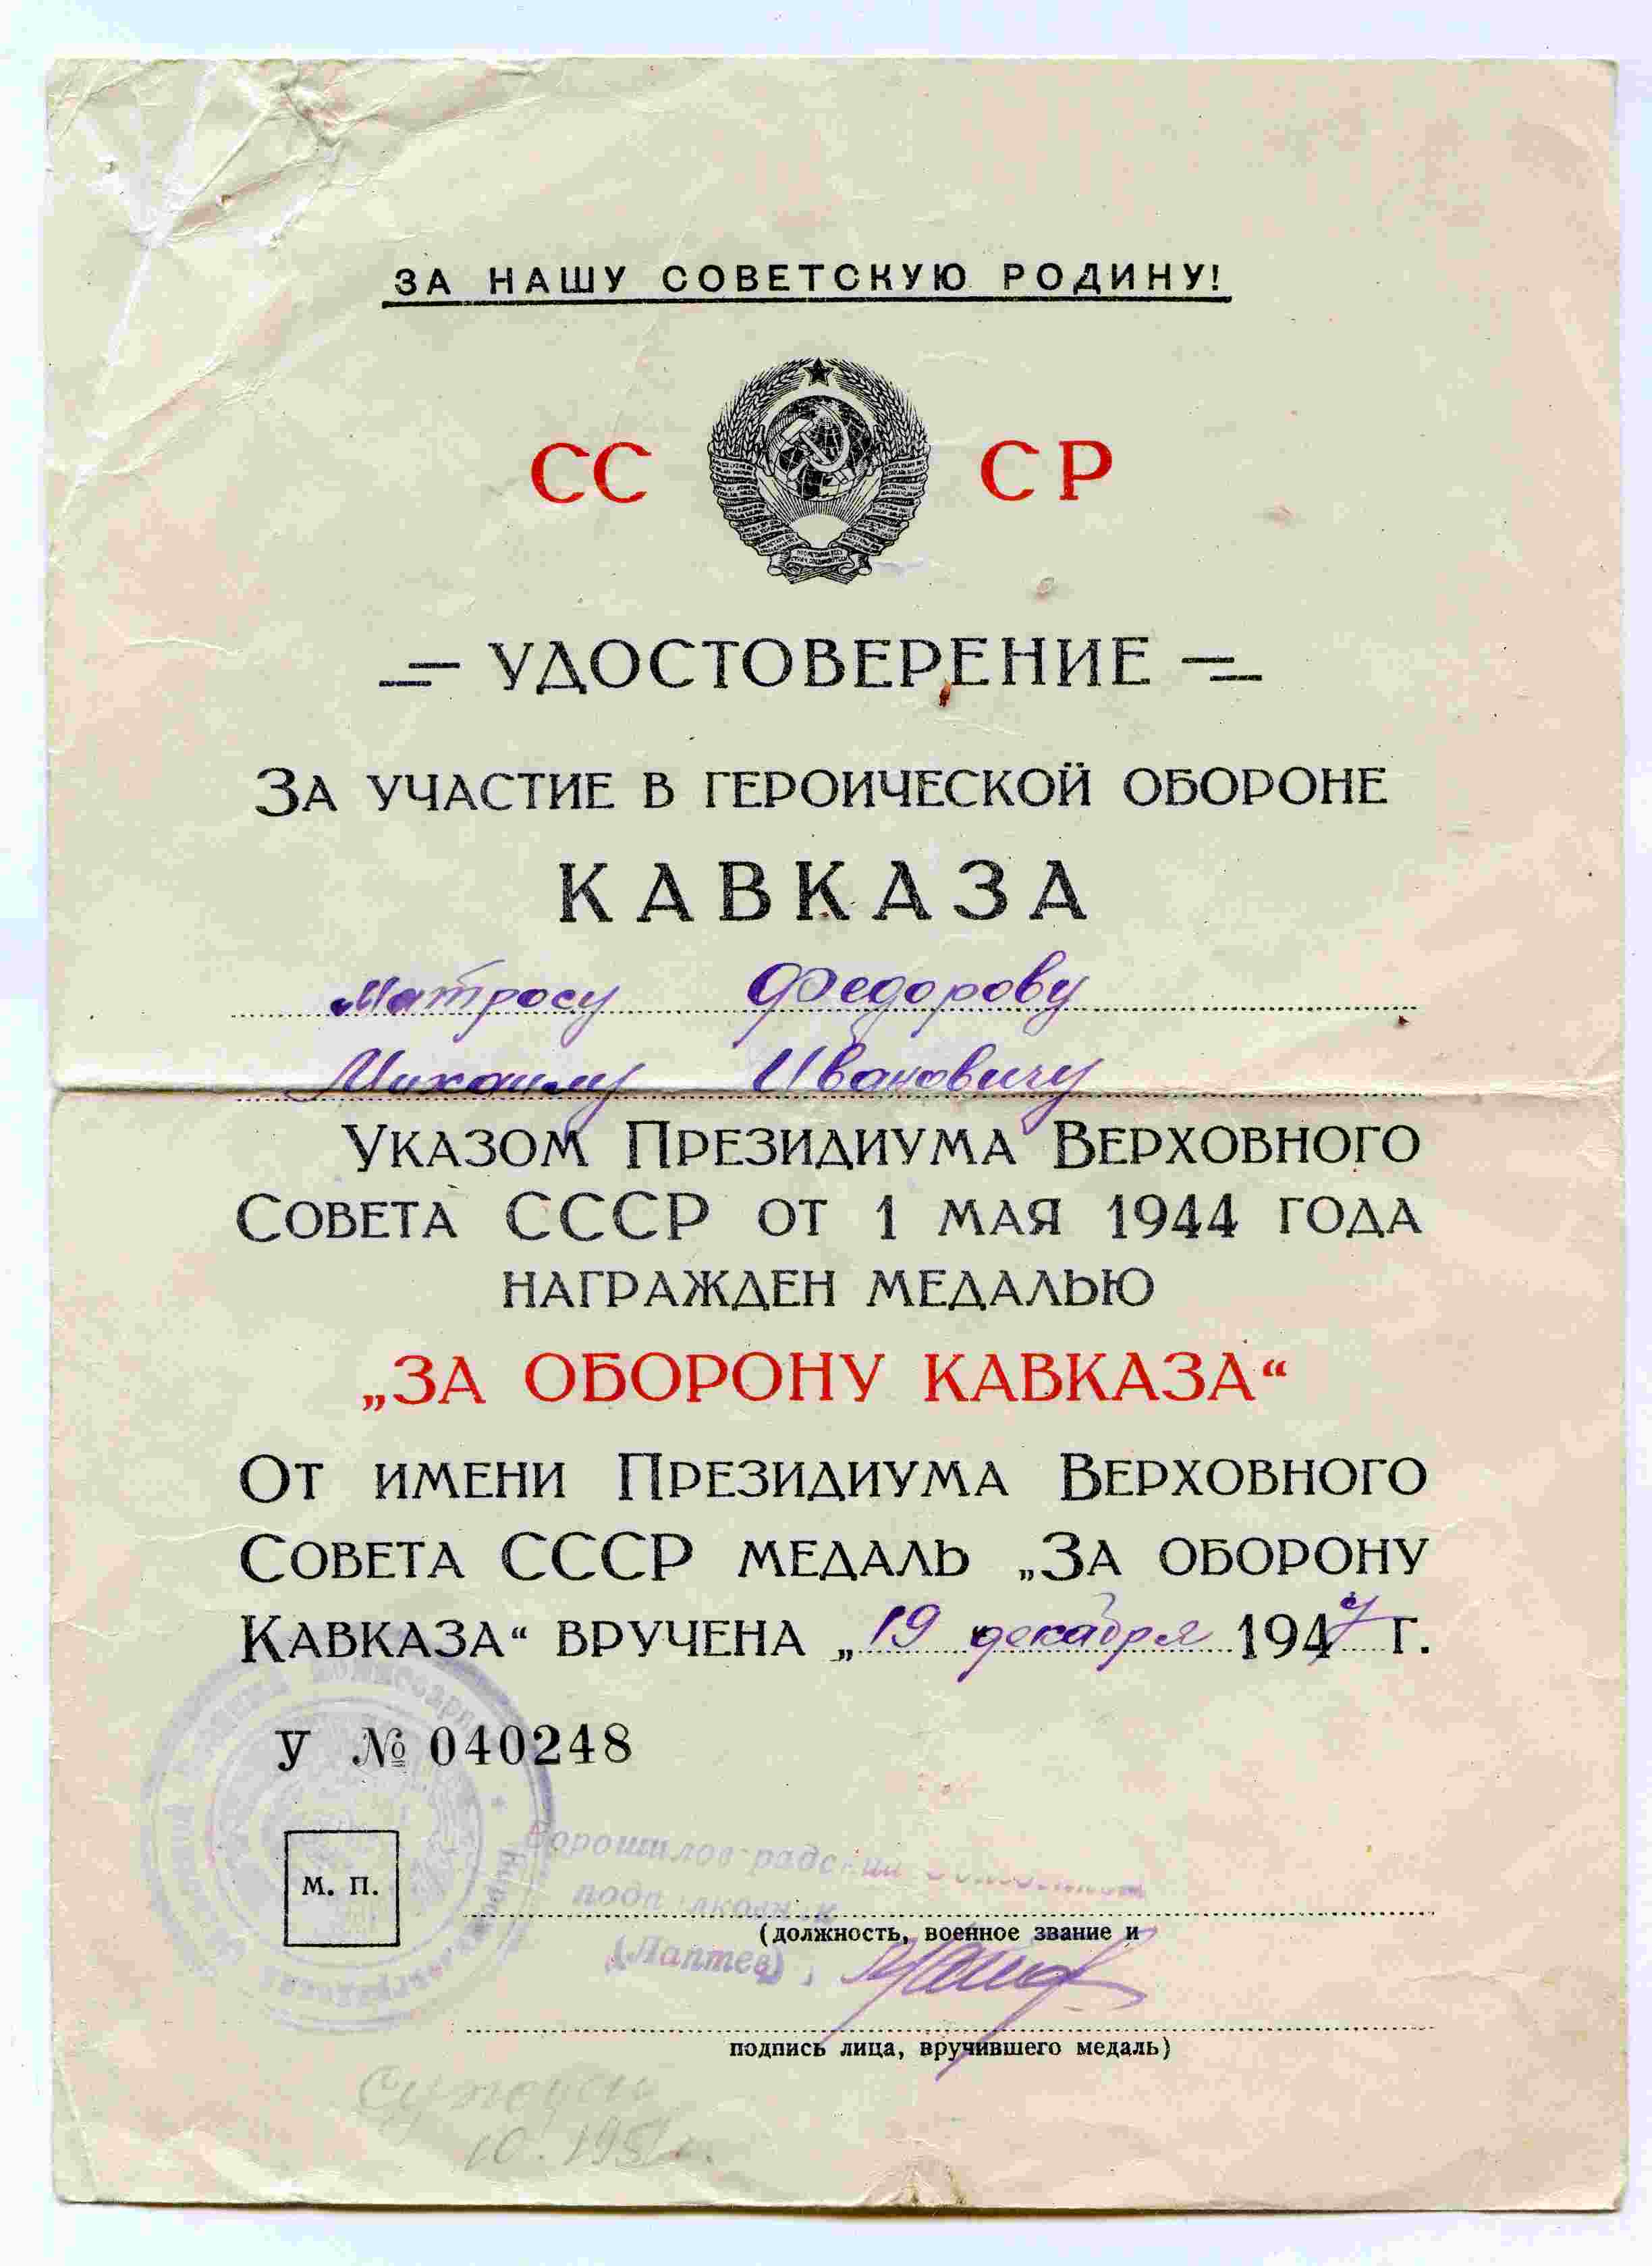 ЗА НАШУ СОВЕТСКУЮ РОДИНУ!
СС СР
УДОСТОВЕРЕНИЕ
ЗА УЧАСТИЕ В ГЕРОИЧЕСКОЙ ОБОРОНЕ
КАВКАЗА
Матросу Федорову
Михаилу Ивановичу
УКАЗОМ ПРЕЗИДИУМА ВЕРХОВНОГО
СОВЕТА СССР ОТ 1 МАЯ 1944 ГОДА
НАГРАЖДЕН МЕДАЛЬЮ
„ЗА ОБОРОНУ КАВКАЗА“
ОТ ИМЕНИ ПРЕЗИДИУМА ВЕРХОВНОГО
СОВЕТА СССР МЕДАЛЬ „ЗА ОБОРОНУ
КАВКАЗА“ ВРУЧЕНА „19 декабря 1947 Г.
У № 040248
М. П.
подполковник
(должность, военное звание и
(Лаптев)
подпись лица, вручившего медаль)